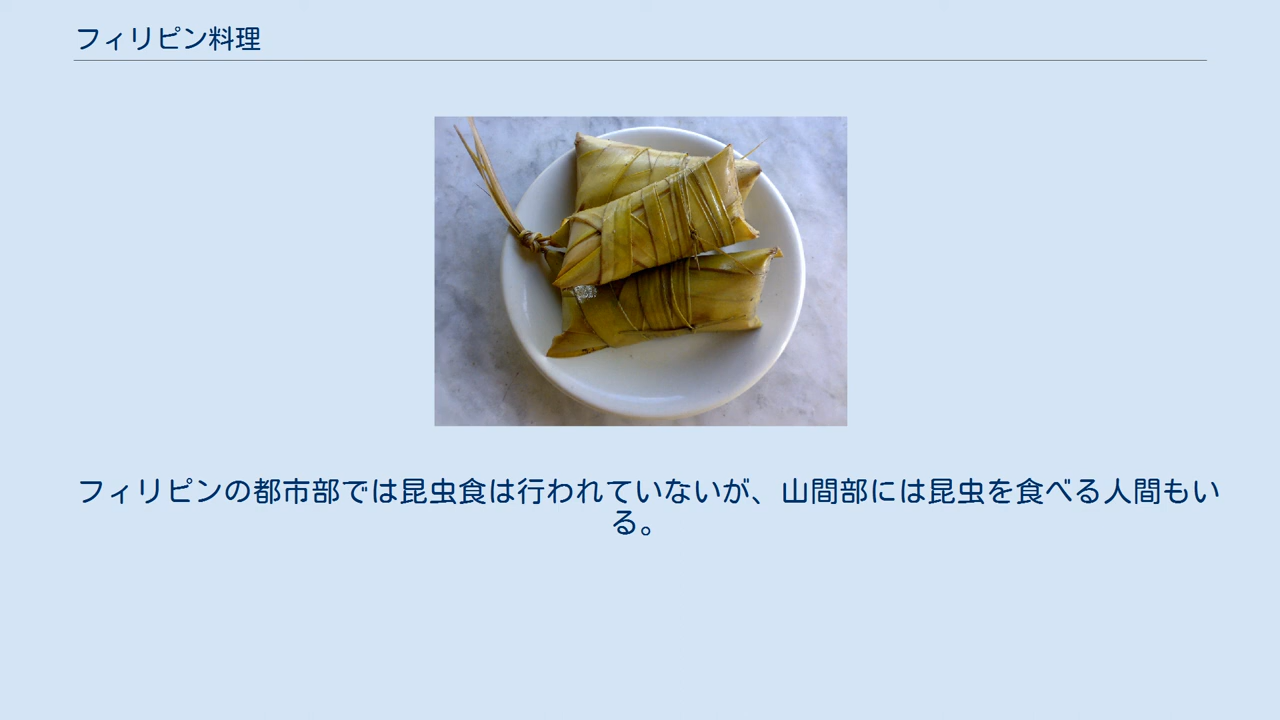 フィリピン料理
フィリピンの都市部では昆虫食は行われていないが、山間部には昆虫を食べる人間もい
る。